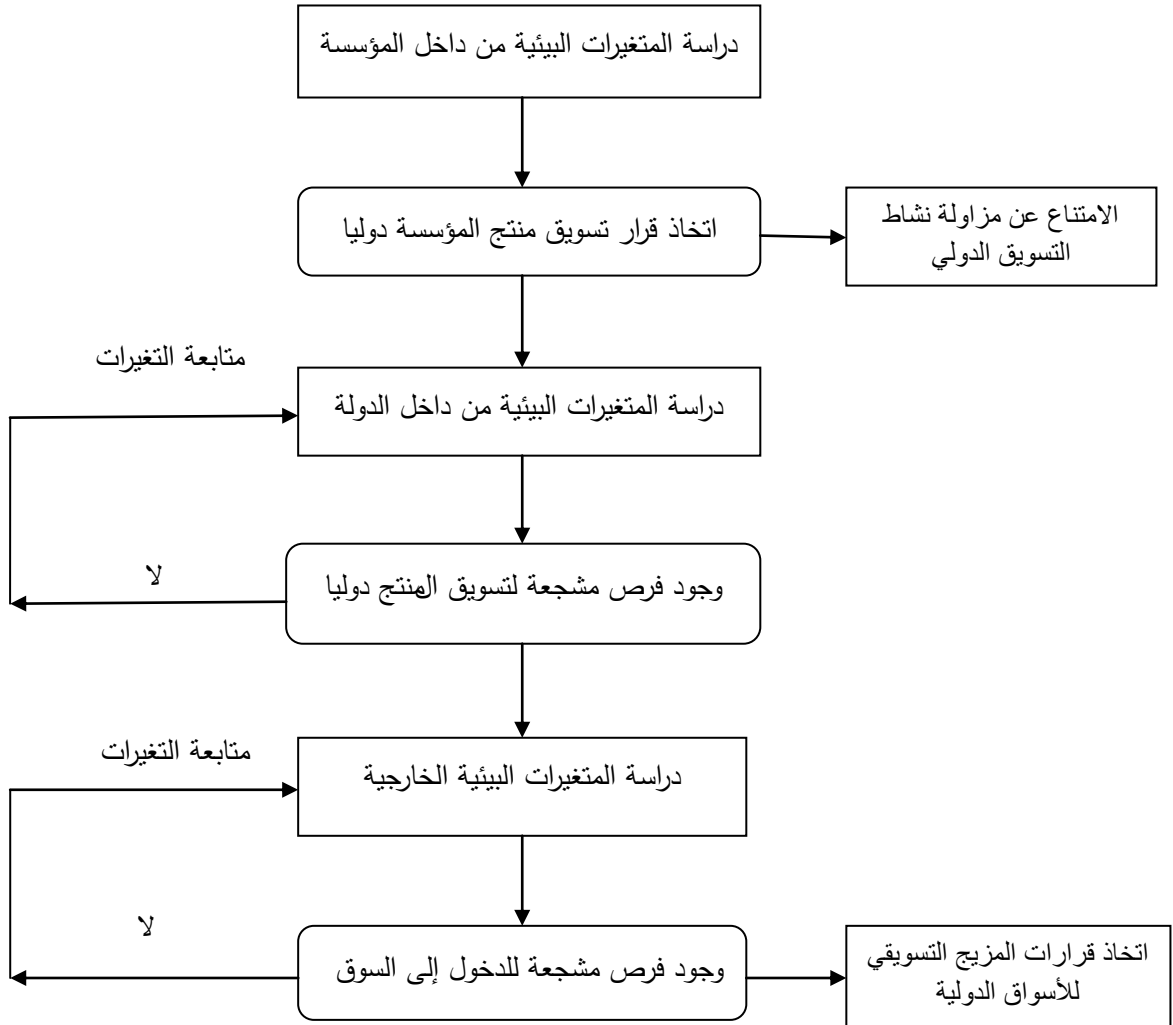 دراسة المتغيرات البيئية من داخل المؤسسة
اتخاذ قرار تسويق منتج المؤسسة دوليا
الامتناع عن مزاولة نشاط
التسويق الدولي
متابعة التغيرات
دراسة المتغيرات البيئية من داخل الدولة
لا
وجود فرص مشجعة لتسويق المنتج دوليا
متابعة التغيرات
دراسة المتغيرات البيئية الخارجية
لا
وجود فرص مشجعة للدخول إلى السوق
اتخاذ قرارات المزيج التسويقي
للأسواق الدولية